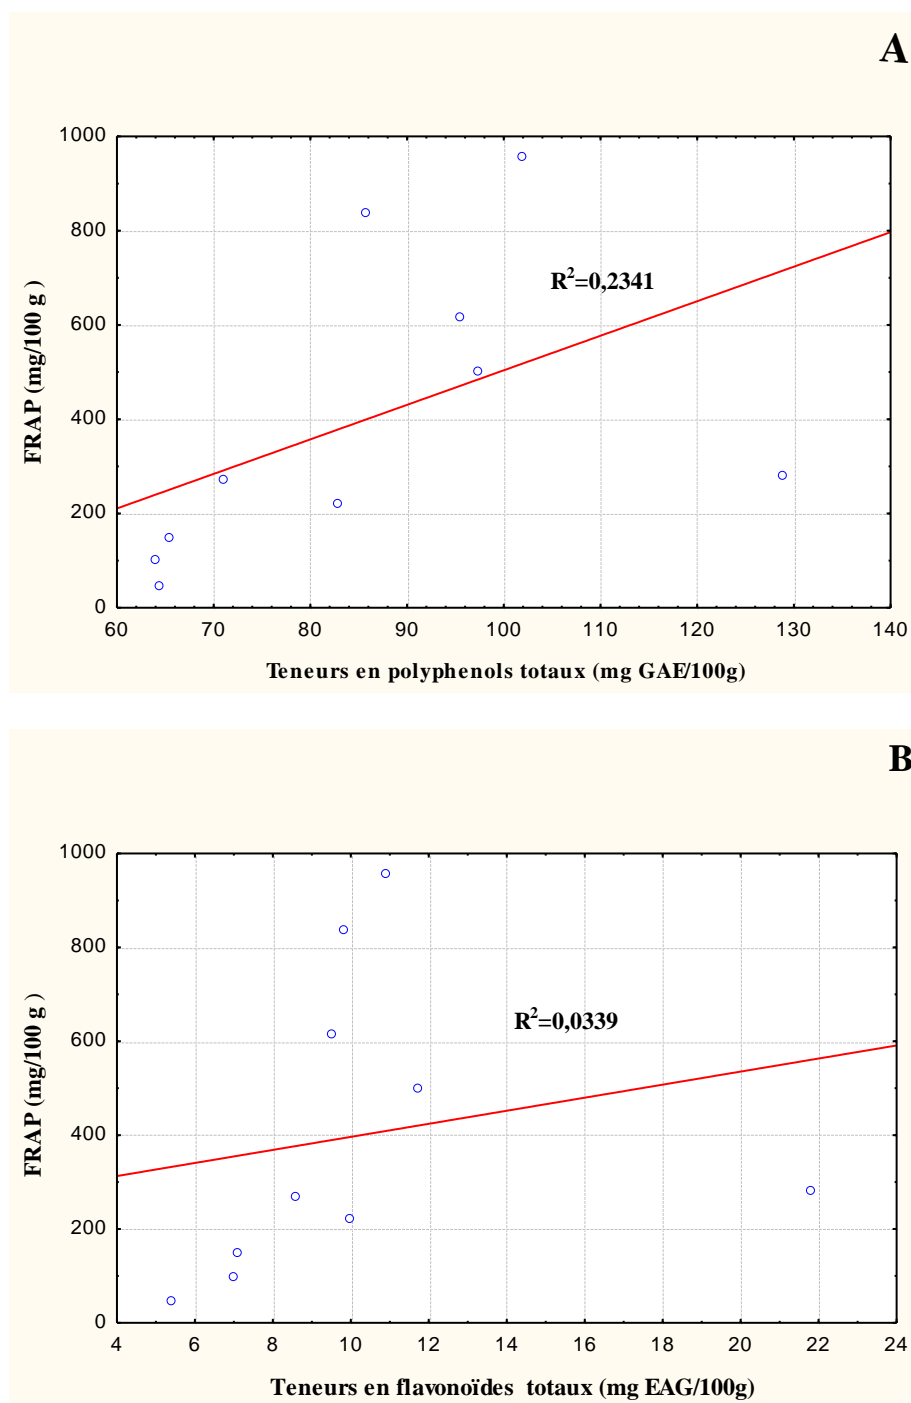 A
1000
800
600
400
200
0
R²=0,2341
FRAP (mg/100 g )
60 70 80 90 100 110 120 130 140
Teneurs en polyphenols totaux (mg GAE/100g)
B
1000
800
600
400
200
0
R²=0,0339
FRAP (mg/100 g )
4 6 8 10 12 14 16 18 20 22 24
Teneurs en flavonoïdes totaux (mg EAG/100g)